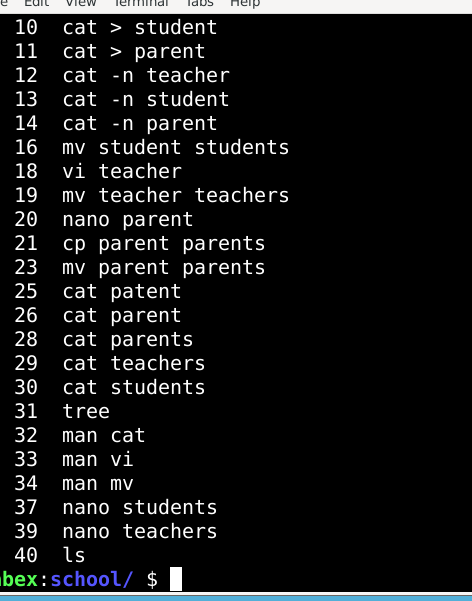 Edit View Terminal Tabs Help
10 cat > student
11 cat > parent
12 cat -n teacher
13 cat -n student
14 cat -n parent
16 mv student students
18 vi teacher
19 mv teacher teachers
20 nano parent
21 cp parent parents
23 mv parent parents
25 cat patent
26 cat parent
28 cat parents
29 cat teachers
30 cat students
31 tree
32 man cat
33 man vi
34 man mv
37 nano students
39 nano teachers
40 ls
bex:school/ $